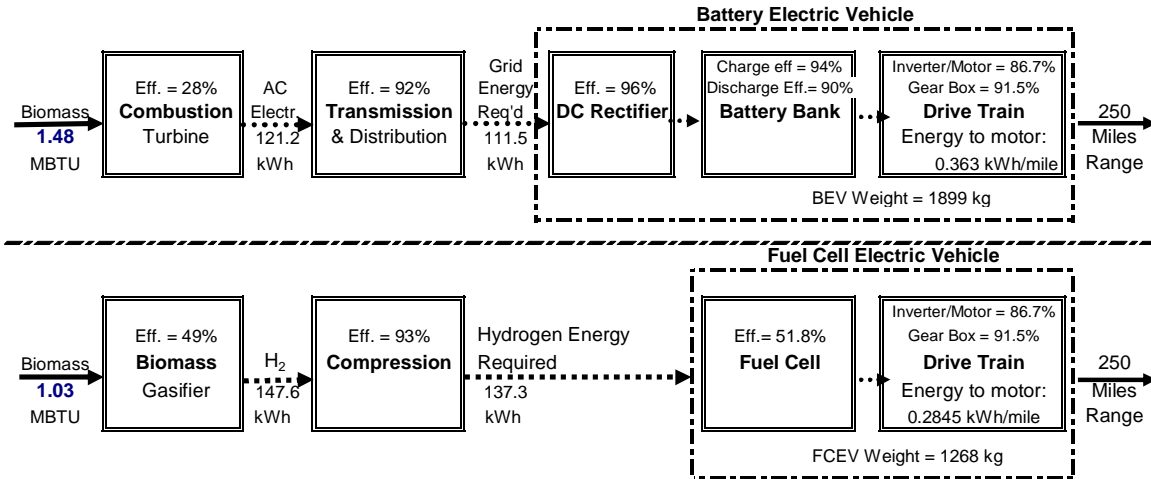 Battery Electric Vehicle
Biomass
1.48
MBTU
Eff. = 28%
Combustion
Turbine
AC
Electr.
121.2
kWh
Eff. = 92%
Transmission
& Distribution
Grid
Energy
Req'd
111.5
kWh
Eff. = 96%
DC Rectifier
Charge eff = 94%
Discharge Eff.= 90%
Battery Bank
Inverter/Motor = 86.7%
Gear Box = 91.5%
Drive Train
Energy to motor:
0.363 kWh/mile
250
Miles
Range
BEV Weight = 1899 kg
Fuel Cell Electric Vehicle
Biomass
1.03
MBTU
Eff. = 49%
Biomass
Gasifier
H2
147.6
kWh
Eff. = 93%
Compression
Hydrogen Energy
Required
137.3
kWh
Eff.= 51.8%
Fuel Cell
Inverter/Motor = 86.7%
Gear Box = 91.5%
Drive Train
Energy to motor:
0.2845 kWh/mile
250
Miles
Range
FCEV Weight = 1268 kg